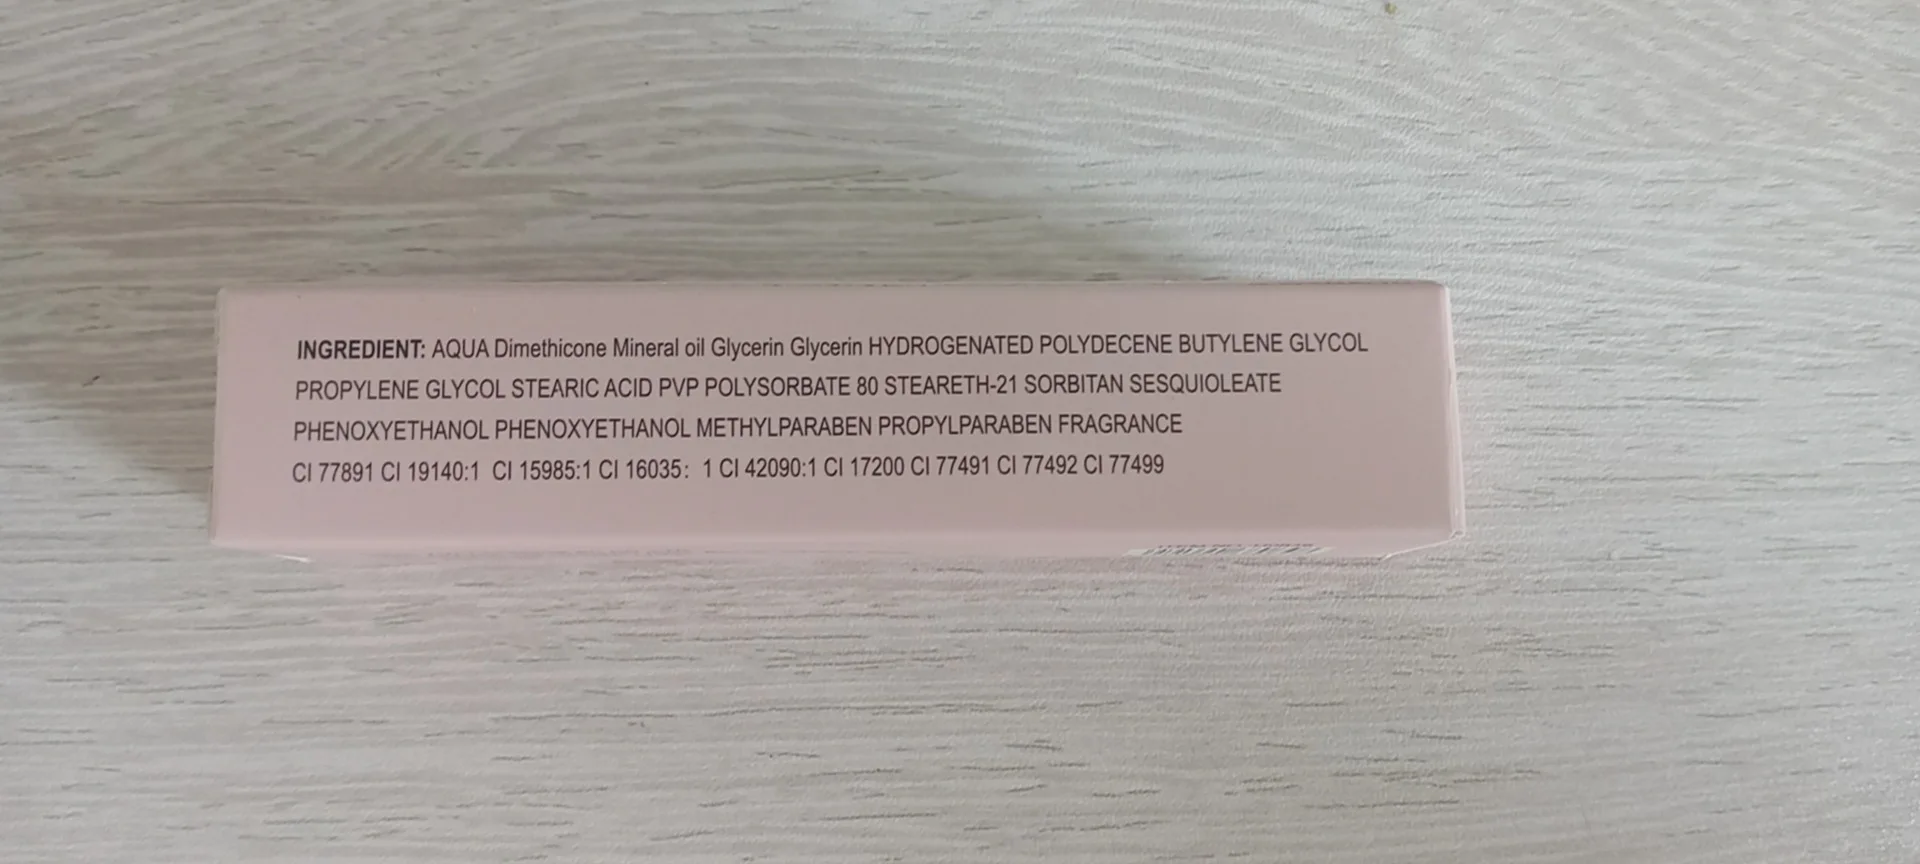 INGREDIENT: AQUA Dimethicone Mineral oil Glycerin Glycerin HYDROGENATED POLYDECENE BUTYLENE GLYCOL
PROPYLENE GLYCOL STEARIC ACID PVP POLYSORBATE 80 STEARETH-21 SORBITAN SESQUIOLEATE
PHENOXYETHANOL PHENOXYETHANOL METHYLPARABEN PROPYLPARABEN FRAGRANCE
CI 77891 CI 19140:1 CI 15985:1 CI 16035: 1 CI 42090:1 CI 17200 CI 77491 CI 77492 CI 77499